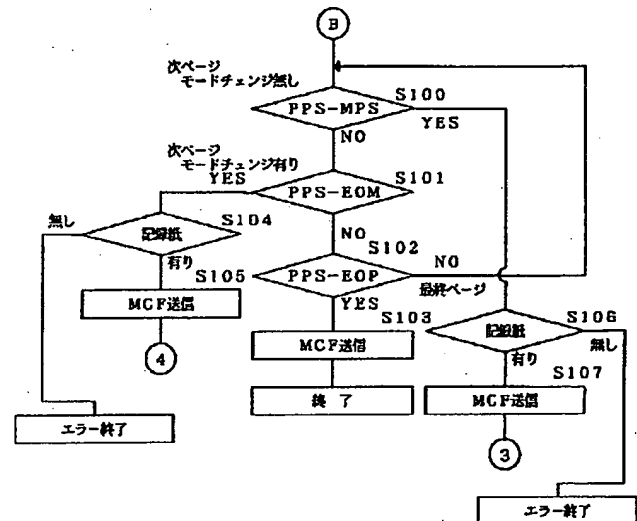 B
次ページ
モードチェンジ無し
S100
PPS-MPS
YES
NO
次ページ
モードチェンジ有り
YES
S101
PPS-EOM
無し
S104
記録紙
NO
S102
有り
S105
PPS-EOP
NO
最終ページ
MCF送信
YES
S103
S106
記録紙
無し
MCF送信
有り
S107
4
終了
MCF送信
エラー終了
3
エラー終了